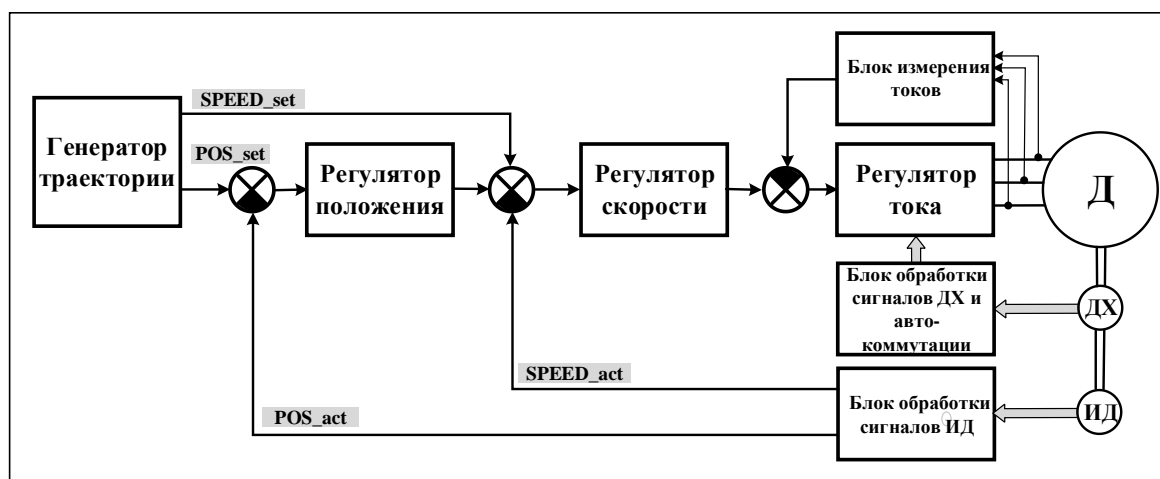 Блок измерения
токов
SPEED_set
Генератор
траектории
POS_set
Регулятор
положения
Регулятор
скорости
Регулятор
тока
Д
Блок обработки
сигналов ДХ и
авто-
коммутации
ДХ
SPEED_act
POS_act
Блок обработки
сигналов ИД
ИД